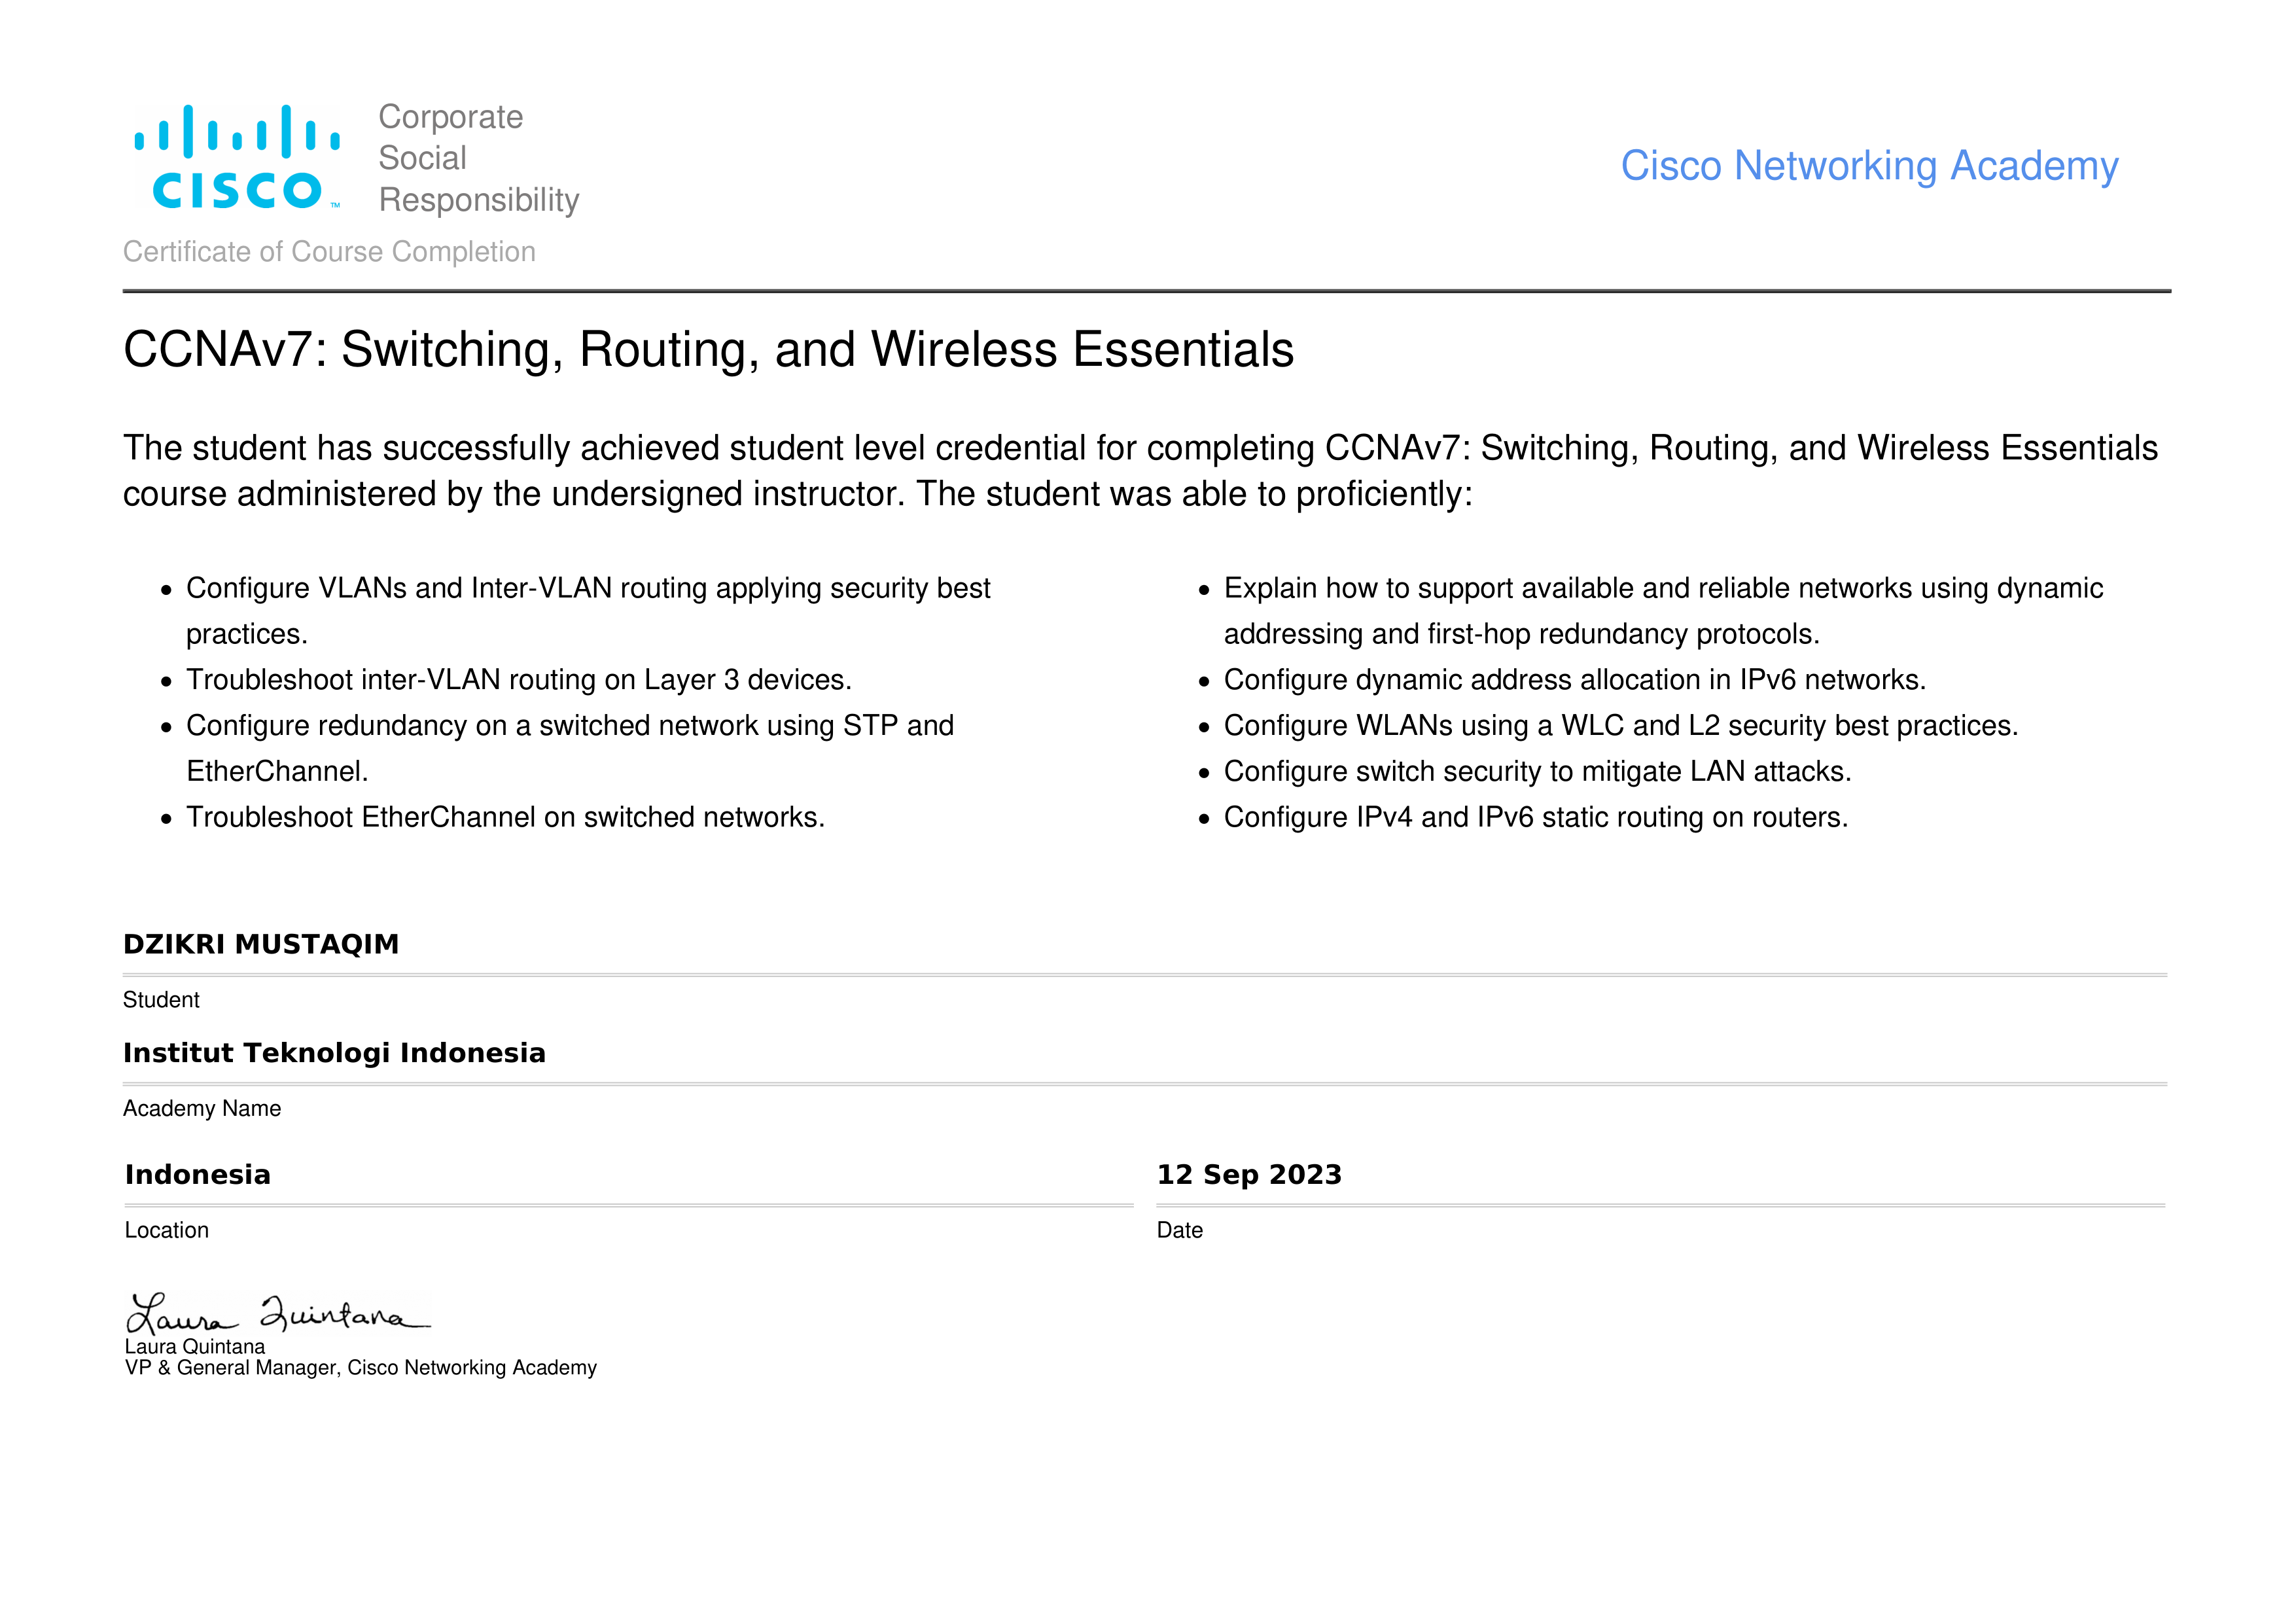 Corporate
Social
Responsibility
CISCO™
Cisco Networking Academy
Certificate of Course Completion
CCNAv7: Switching, Routing, and Wireless Essentials
The student has successfully achieved student level credential for completing CCNAv7: Switching, Routing, and Wireless Essentials
course administered by the undersigned instructor. The student was able to proficiently:
• Configure VLANs and Inter-VLAN routing applying security best
practices.
• Troubleshoot inter-VLAN routing on Layer 3 devices.
• Configure redundancy on a switched network using STP and
EtherChannel.
• Troubleshoot EtherChannel on switched networks.
• Explain how to support available and reliable networks using dynamic
addressing and first-hop redundancy protocols.
• Configure dynamic address allocation in IPv6 networks.
• Configure WLANs using a WLC and L2 security best practices.
• Configure switch security to mitigate LAN attacks.
• Configure IPv4 and IPv6 static routing on routers.
DZIKRI MUSTAQIM
Student
Institut Teknologi Indonesia
Academy Name
Indonesia
Location
12 Sep 2023
Date
Laura Quintana
Laura Quintana
VP & General Manager, Cisco Networking Academy